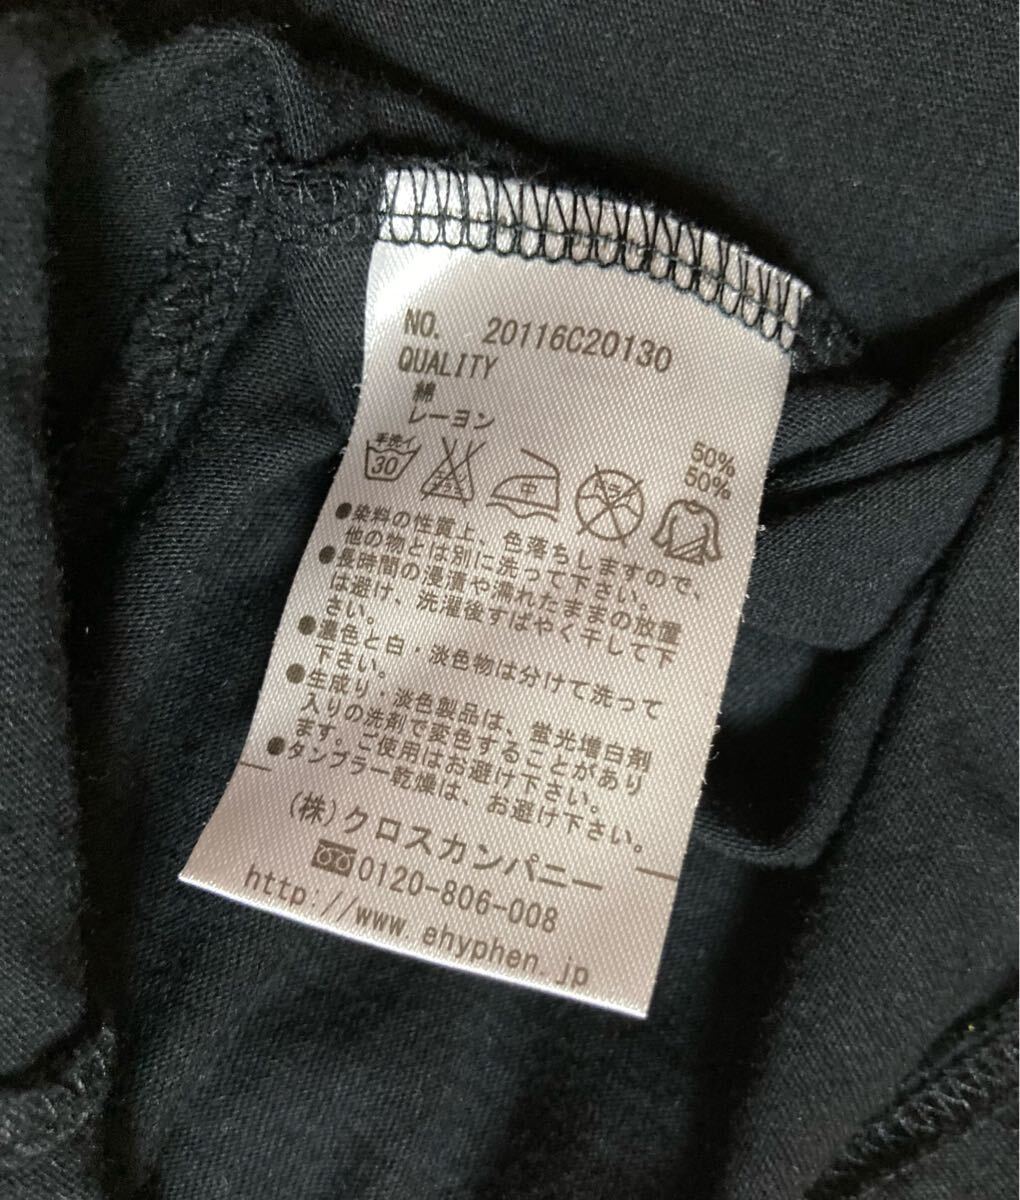 NO. 20116C20130
QUALITY
綿 50%
レーヨン 50%
手洗イ
30
中
ドライ
●染料の性質上、色落ちしますので、
他の物とは別に洗って下さい。
●長時間の浸漬や濡れたままの放置
は避け、洗濯後すばやく干して下
さい。
●濃色と白・淡色物は分けて洗って
下さい。
●生成り・淡色製品は、蛍光増白剤
入りの洗剤で変色することがあり
ます。ご使用はお避け下さい。
●タンブラー乾燥は、お避け下さい。
(株)クロスカンパニー
0120-806-008
http://www.ehyphen.jp